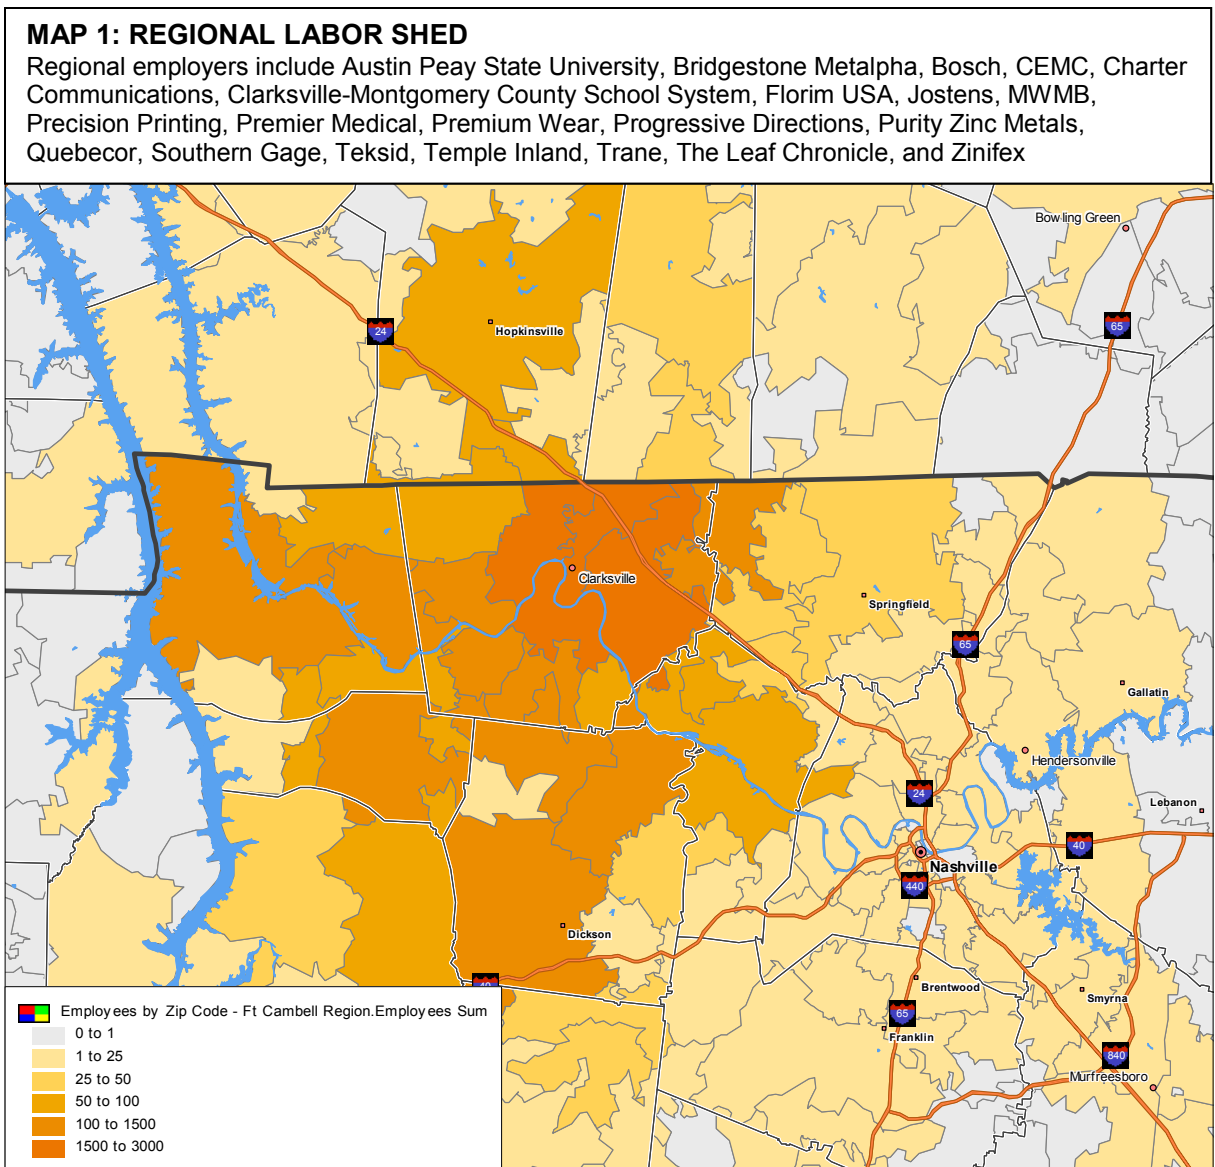 MAP 1: REGIONAL LABOR SHED
Regional employers include Austin Peay State University, Bridgestone Metalpha, Bosch, CEMC, Charter
Communications, Clarksville-Montgomery County School System, Florim USA, Jostens, MWMB,
Precision Printing, Premier Medical, Premium Wear, Progressive Directions, Purity Zinc Metals,
Quebecor, Southern Gage, Teksid, Temple Inland, Trane, The Leaf Chronicle, and Zinifex
Bowling Green
24
Hopkinsville
65
Clarksville
Springfield
65
Gallatin
Hendersonville
24
Lebanon
40
Nashville
440
Dickson
40
Brentwood
Smyrna
65
Franklin
840
Murfreesboro
Employees by Zip Code - Ft Cambell Region.Employees Sum
0 to 1
1 to 25
25 to 50
50 to 100
100 to 1500
1500 to 3000